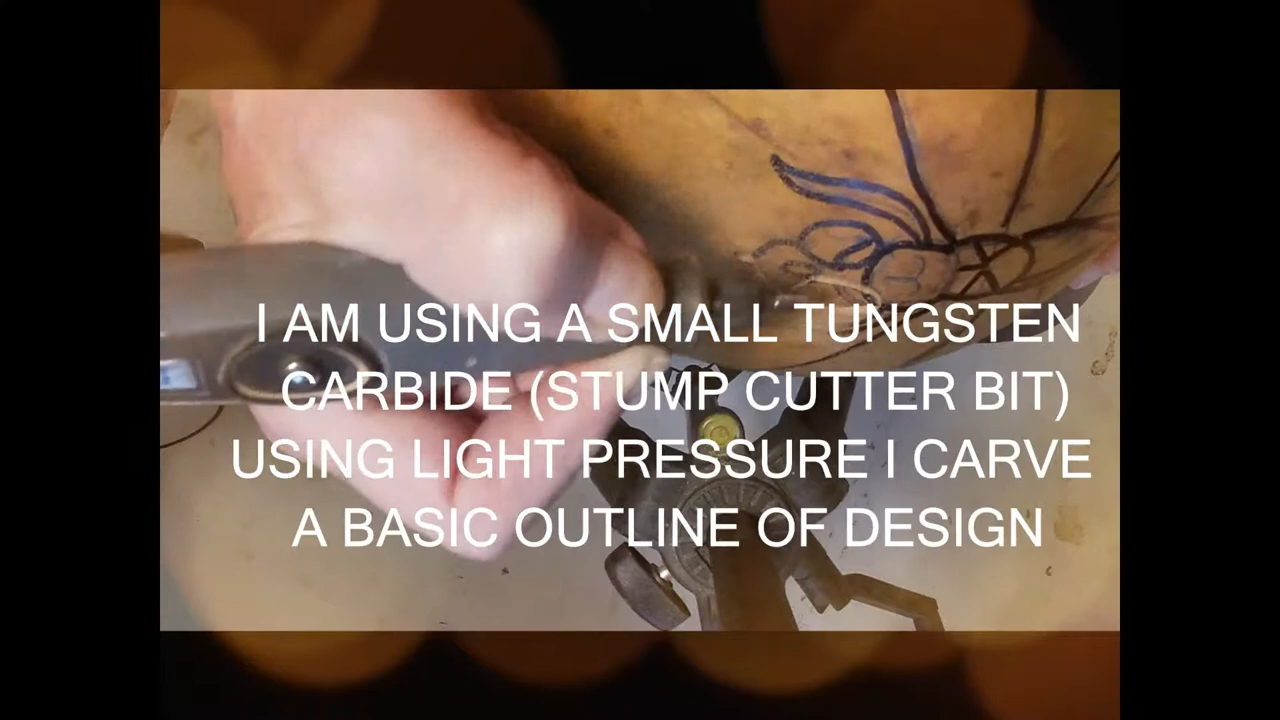 I AM USING A SMALL TUNGSTEN
CARBIDE (STUMP CUTTER BIT)
USING LIGHT PRESSURE I CARVE
A BASIC OUTLINE OF DESIGN